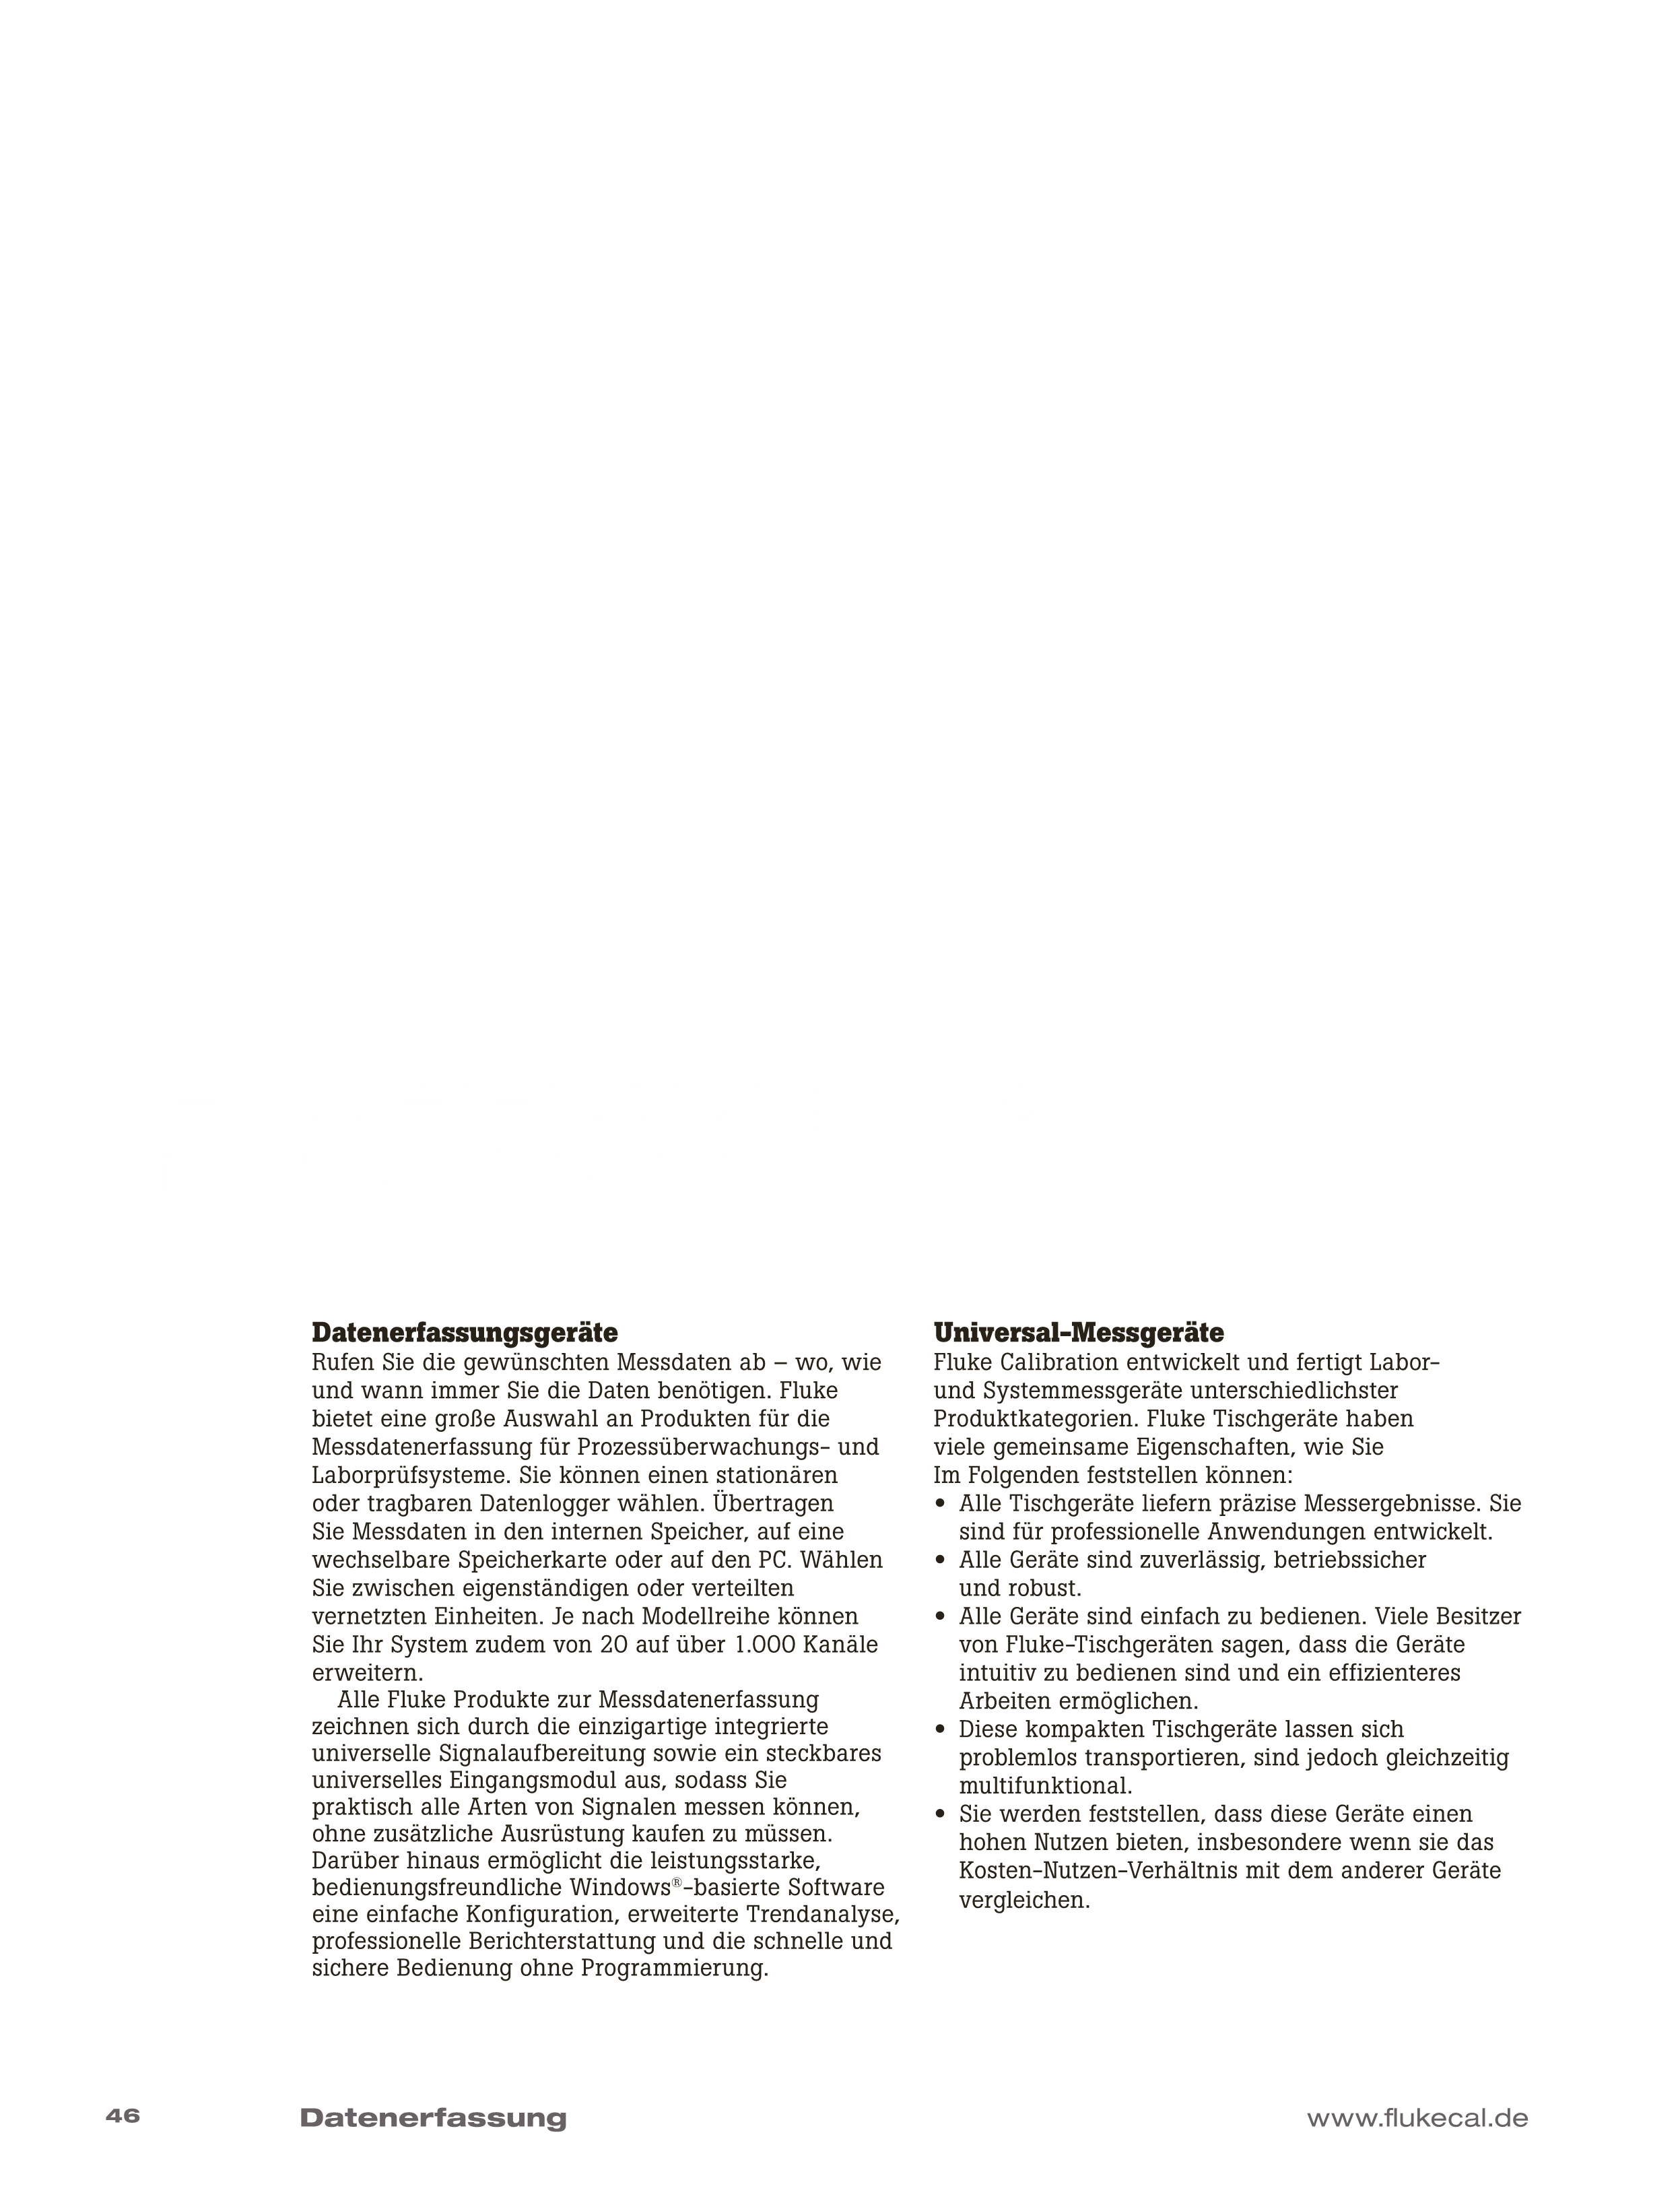 Datenerfassungsgeräte
Rufen Sie die gewünschten Messdaten ab – wo, wie
und wann immer Sie die Daten benötigen. Fluke
bietet eine große Auswahl an Produkten für die
Messdatenerfassung für Prozessüberwachungs- und
Laborprüfsysteme. Sie können einen stationären
oder tragbaren Datenlogger wählen. Übertragen
Sie Messdaten in den internen Speicher, auf eine
wechselbare Speicherkarte oder auf den PC. Wählen
Sie zwischen eigenständigen oder verteilten
vernetzten Einheiten. Je nach Modellreihe können
Sie Ihr System zudem von 20 auf über 1.000 Kanäle
erweitern.
Alle Fluke Produkte zur Messdatenerfassung
zeichnen sich durch die einzigartige integrierte
universelle Signalaufbereitung sowie ein steckbares
universelles Eingangsmodul aus, sodass Sie
praktisch alle Arten von Signalen messen können,
ohne zusätzliche Ausrüstung kaufen zu müssen.
Darüber hinaus ermöglicht die leistungsstarke,
bedienungsfreundliche Windows®-basierte Software
eine einfache Konfiguration, erweiterte Trendanalyse,
professionelle Berichterstattung und die schnelle und
sichere Bedienung ohne Programmierung.
Universal-Messgeräte
Fluke Calibration entwickelt und fertigt Labor-
und Systemmessgeräte unterschiedlichster
Produktkategorien. Fluke Tischgeräte haben
viele gemeinsame Eigenschaften, wie Sie
Im Folgenden feststellen können:
• Alle Tischgeräte liefern präzise Messergebnisse. Sie
sind für professionelle Anwendungen entwickelt.
• Alle Geräte sind zuverlässig, betriebssicher
und robust.
• Alle Geräte sind einfach zu bedienen. Viele Besitzer
von Fluke-Tischgeräten sagen, dass die Geräte
intuitiv zu bedienen sind und ein effizienteres
Arbeiten ermöglichen.
• Diese kompakten Tischgeräte lassen sich
problemlos transportieren, sind jedoch gleichzeitig
multifunktional.
• Sie werden feststellen, dass diese Geräte einen
hohen Nutzen bieten, insbesondere wenn sie das
Kosten-Nutzen-Verhältnis mit dem anderer Geräte
vergleichen.
46 Datenerfassung www.flukecal.de